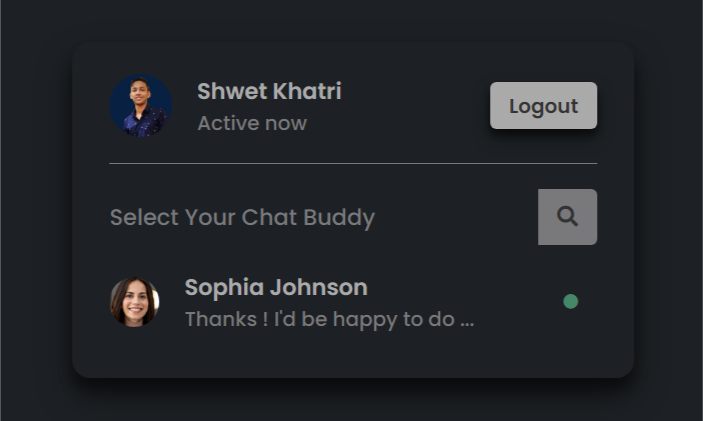 Shwet Khatri
Active now
Logout
Select Your Chat Buddy
Sophia Johnson
Thanks ! I'd be happy to do ...